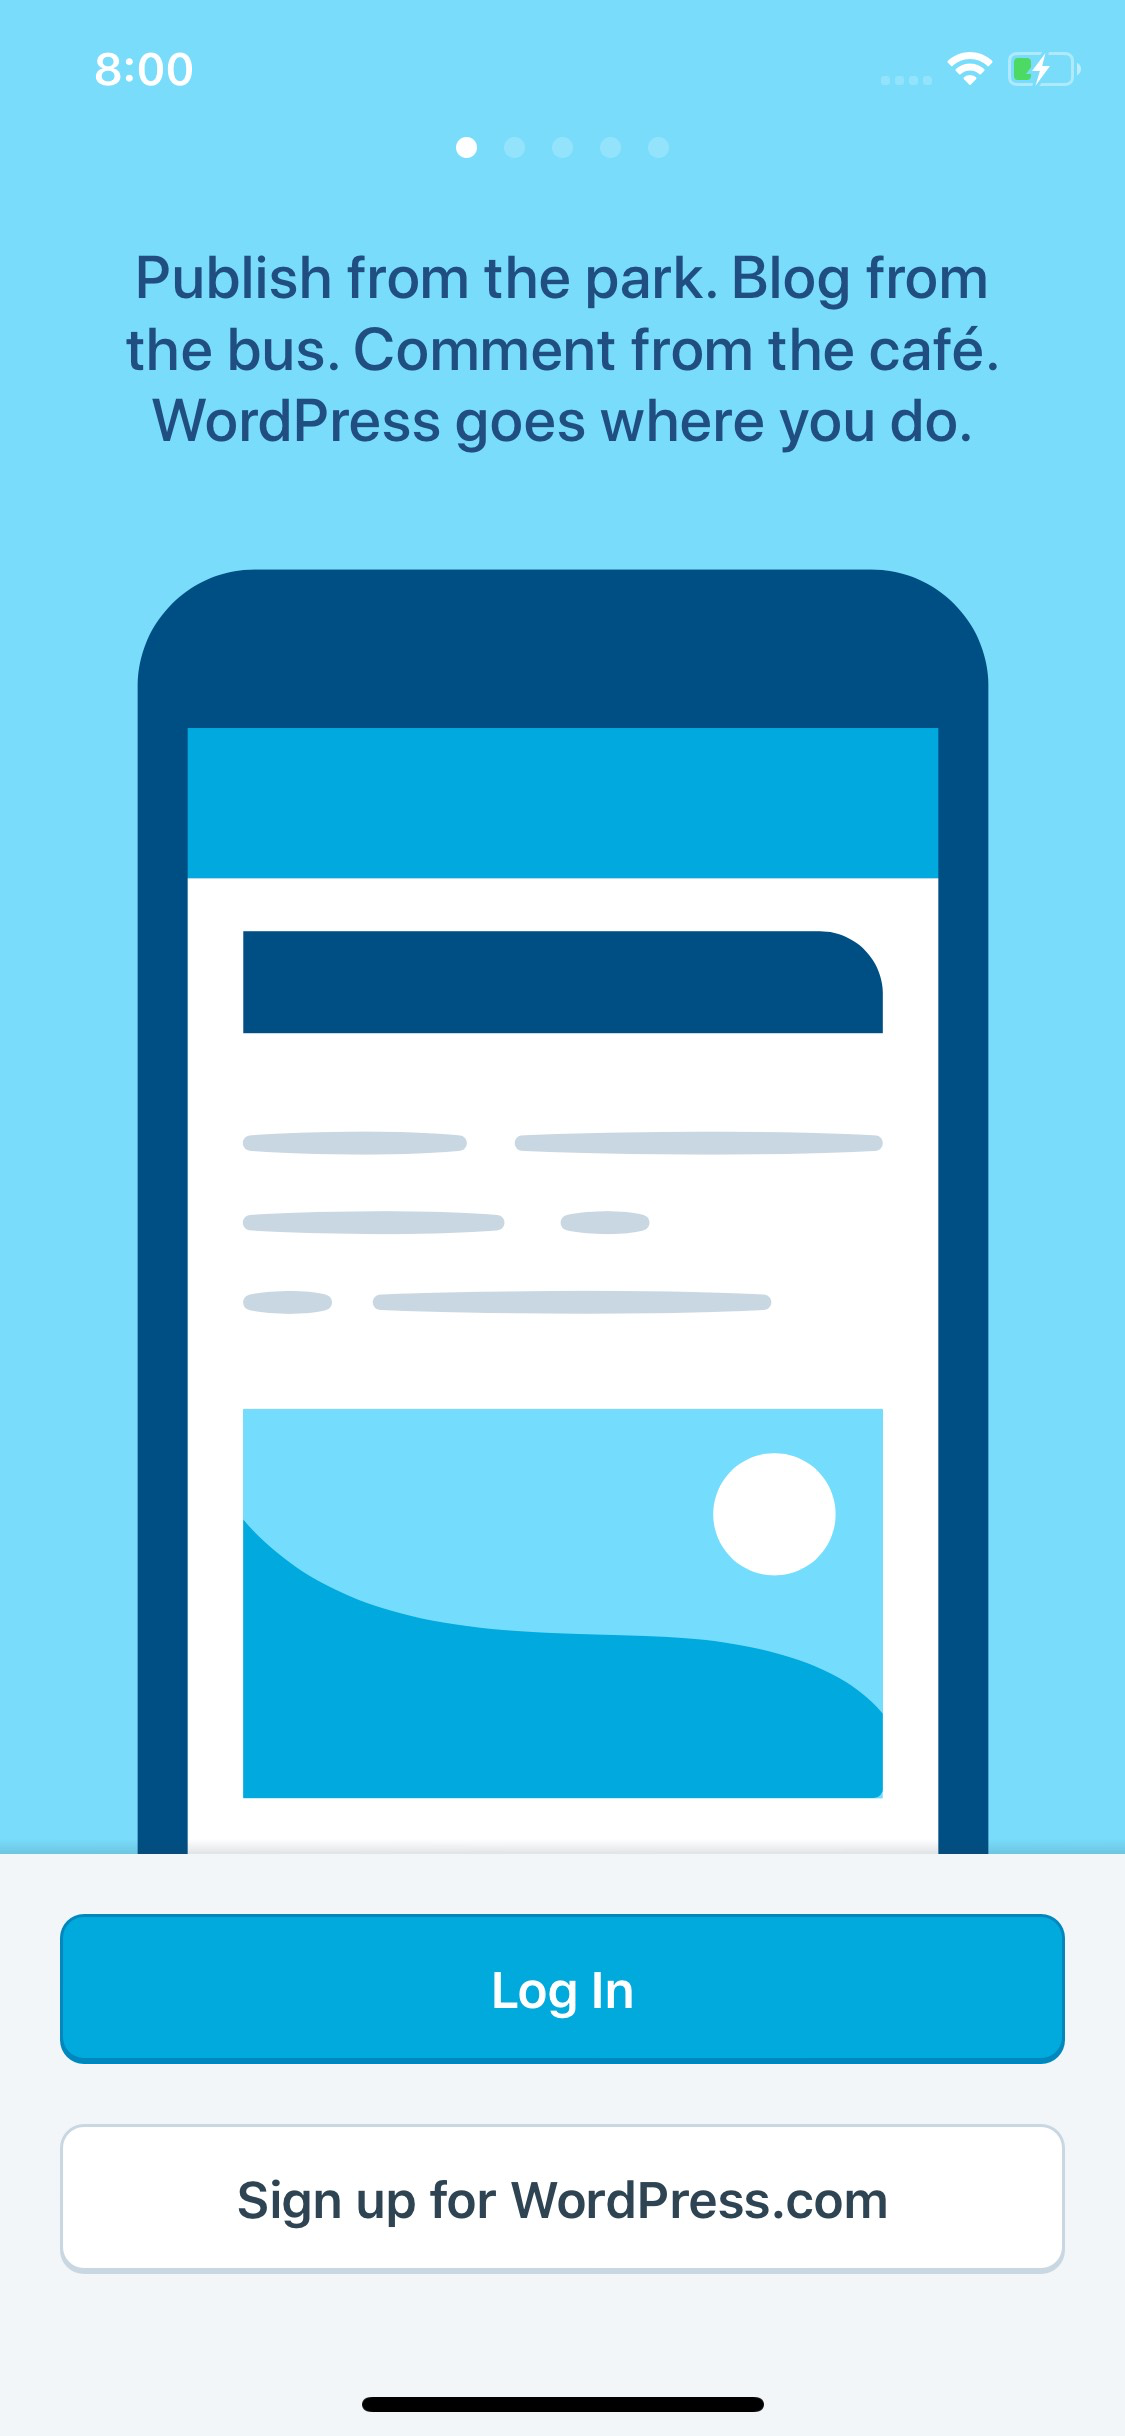 8:00
Publish from the park. Blog from
the bus. Comment from the café.
WordPress goes where you do.
Log In
Sign up for WordPress.com